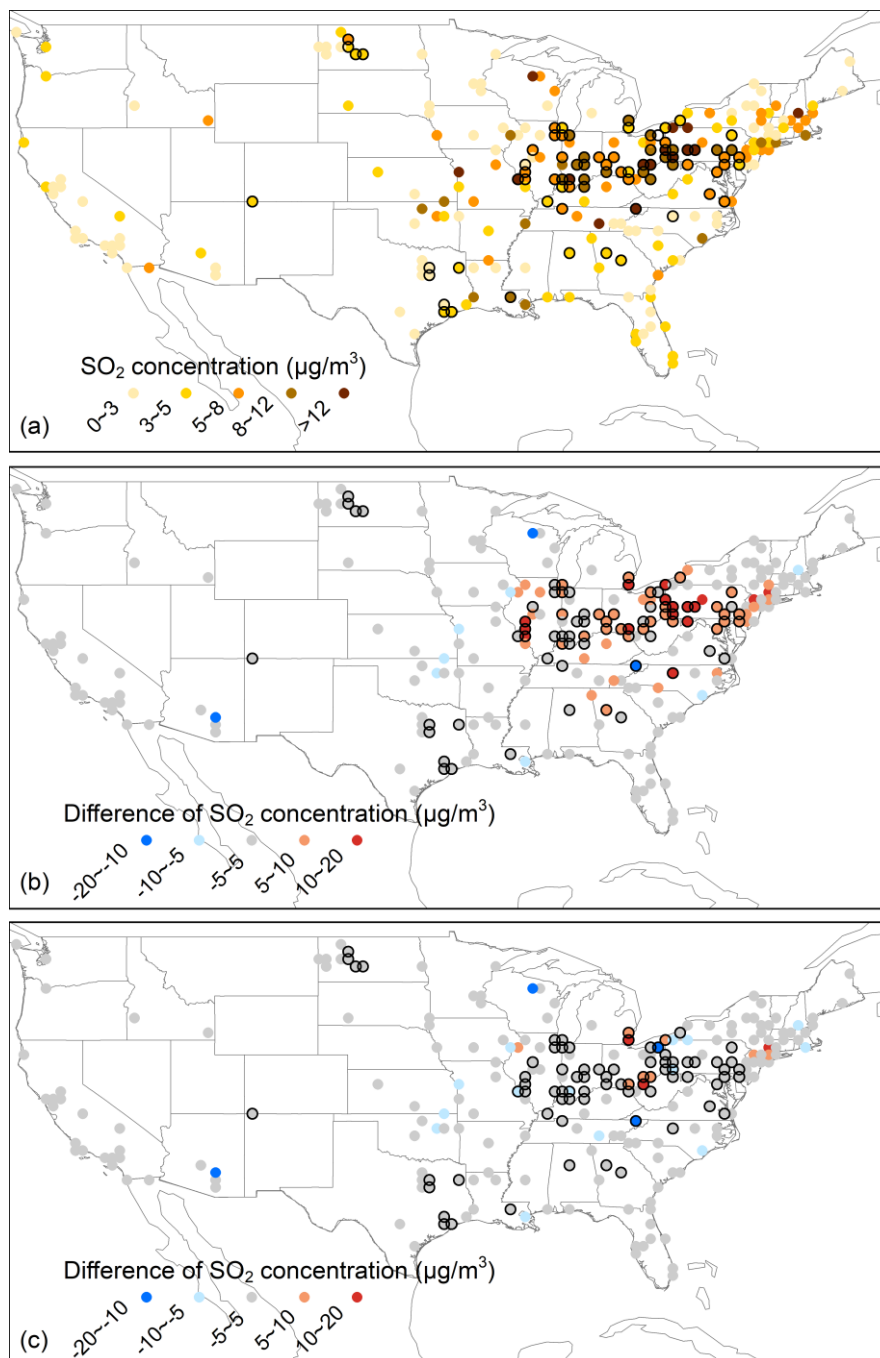 SO₂ concentration (µg/m³)
0~3 3~5 5~8 8~12 >12
(a)
Difference of SO₂ concentration (µg/m³)
-20~-10 -10~-5 -5~5 5~10 10~20
(b)
Difference of SO₂ concentration (µg/m³)
-20~-10 -10~-5 -5~5 5~10 10~20
(c)